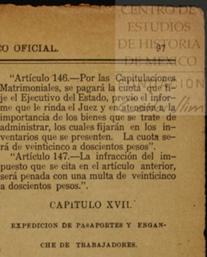 CENTRO DE
ESTUDIOS
DE HISTORIA
DE MEXICO
CO OFICIAL. 97
"Artículo 146.—Por las Capitulaciones
Matrimoniales, se pagará la cuota que fi-
je el Ejecutivo del Estado, previo el infor-
me que le rinda el Juez y en atención a la
importancia de los bienes que se trate de
administrar, los cuales fijarán en los in-
ventarios que se presenten. La cuota se-
rá de veinticinco a doscientos pesos".
"Artículo 147.—La infracción del im-
puesto que se cita en el artículo anterior,
será penada con una multa de veinticinco
a doscientos pesos".
CAPITULO XVII.
EXPEDICION DE PASAPORTES Y ENGAN-
CHE DE TRABAJADORES.